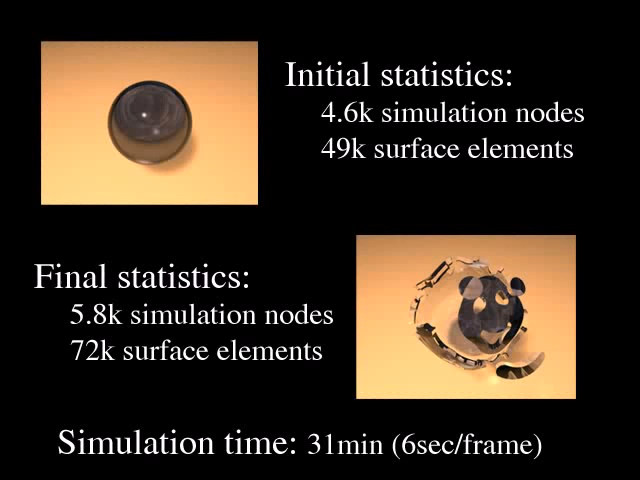 Initial statistics:
4.6k simulation nodes
49k surface elements
Final statistics:
5.8k simulation nodes
72k surface elements
Simulation time: 31min (6sec/frame)